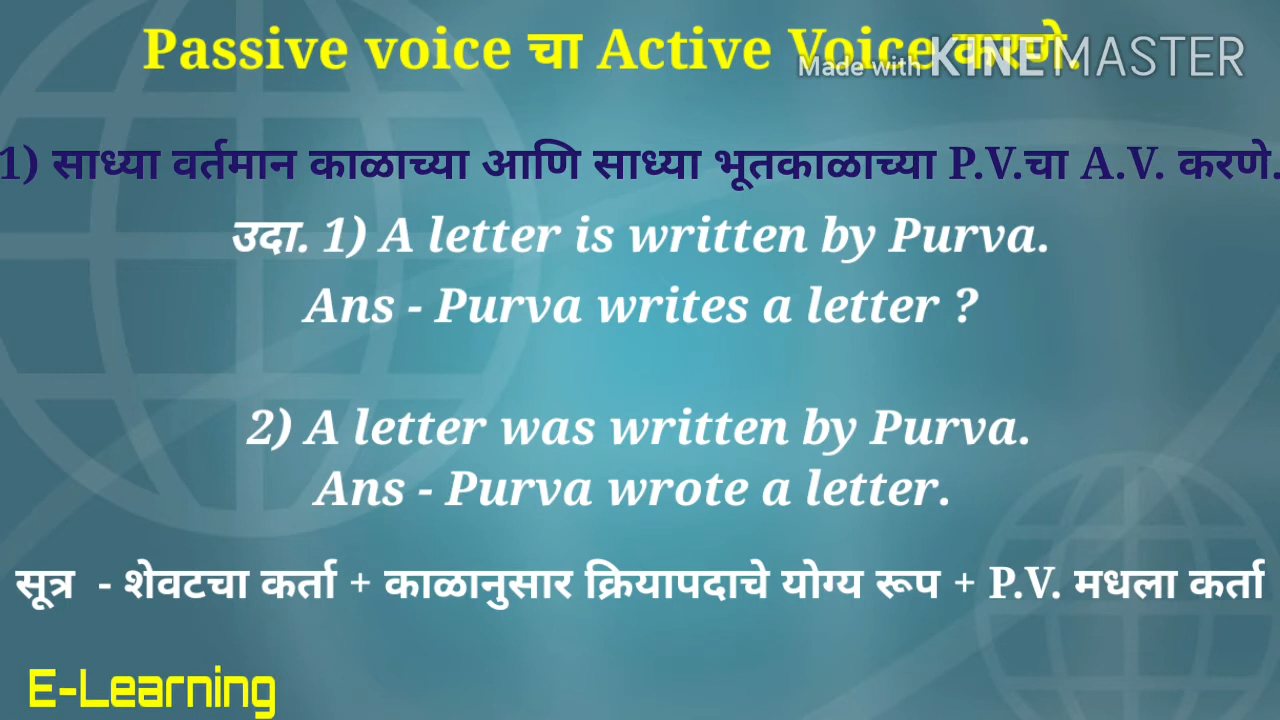 Passive voice चा Active Voice करणे.
Made with KINEMASTER
1) साध्या वर्तमान काळाच्या आणि साध्या भूतकाळाच्या P.V.चा A.V. करणे.
उदा. 1) A letter is written by Purva.
Ans - Purva writes a letter ?
2) A letter was written by Purva.
Ans - Purva wrote a letter.
सूत्र - शेवटचा कर्ता + काळानुसार क्रियापदाचे योग्य रूप + P.V. मधला कर्ता
E-Learning